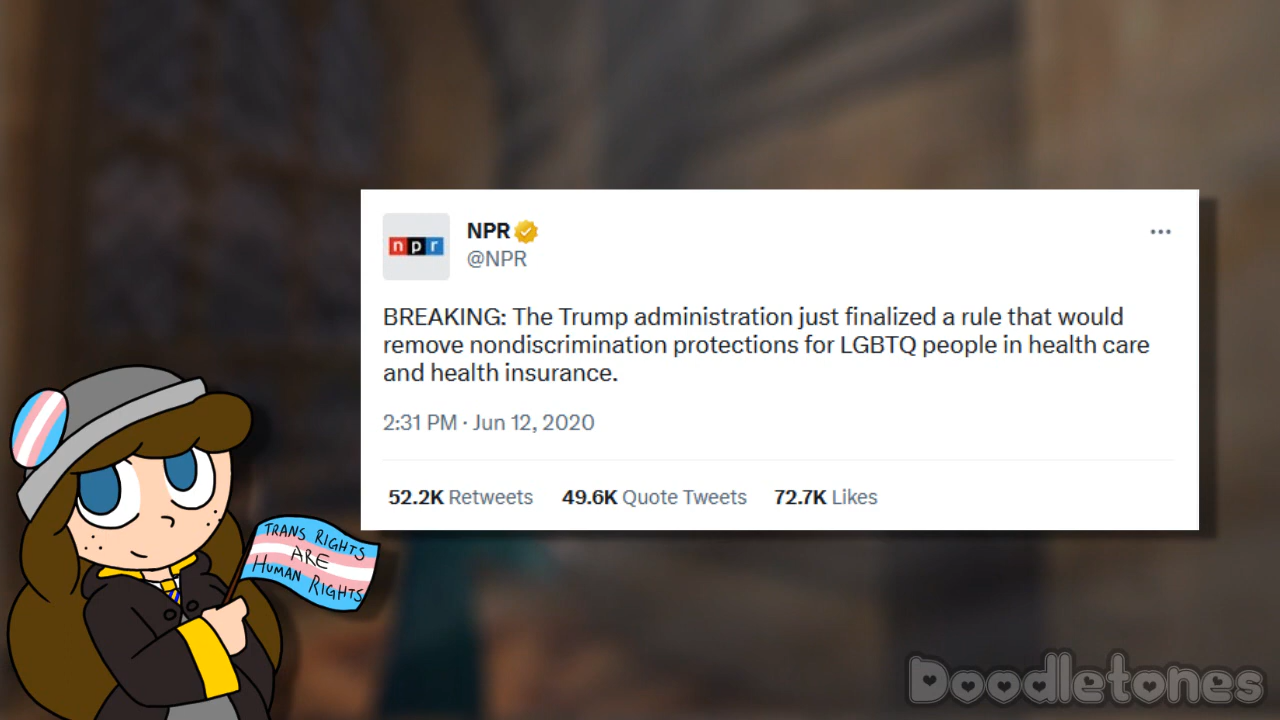 npr
NPR
@NPR
BREAKING: The Trump administration just finalized a rule that would
remove nondiscrimination protections for LGBTQ people in health care
and health insurance.
2:31 PM · Jun 12, 2020
52.2K Retweets 49.6K Quote Tweets 72.7K Likes
TRANS RIGHTS
ARE
HUMAN RIGHTS
Doodletones